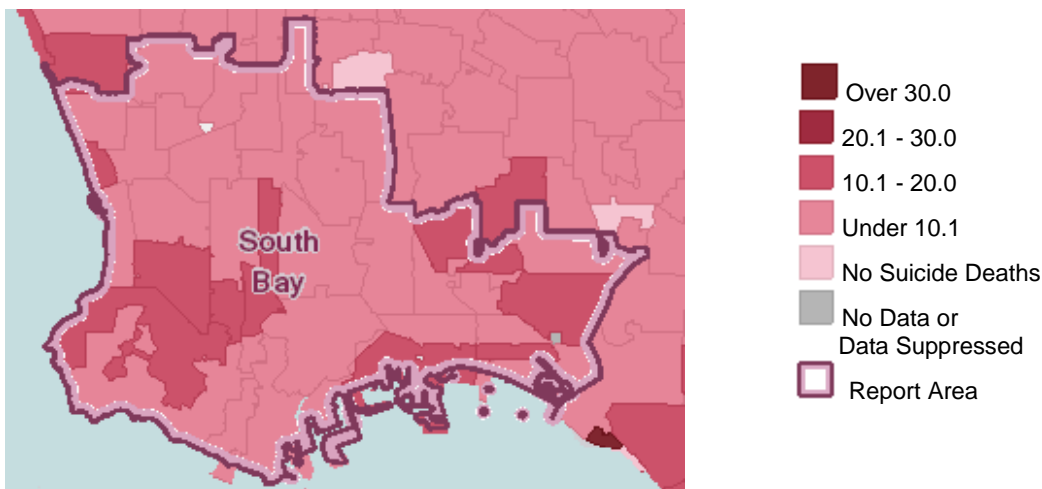 South
Bay
Over 30.0
20.1 - 30.0
10.1 - 20.0
Under 10.1
No Suicide Deaths
No Data or
Data Suppressed
Report Area